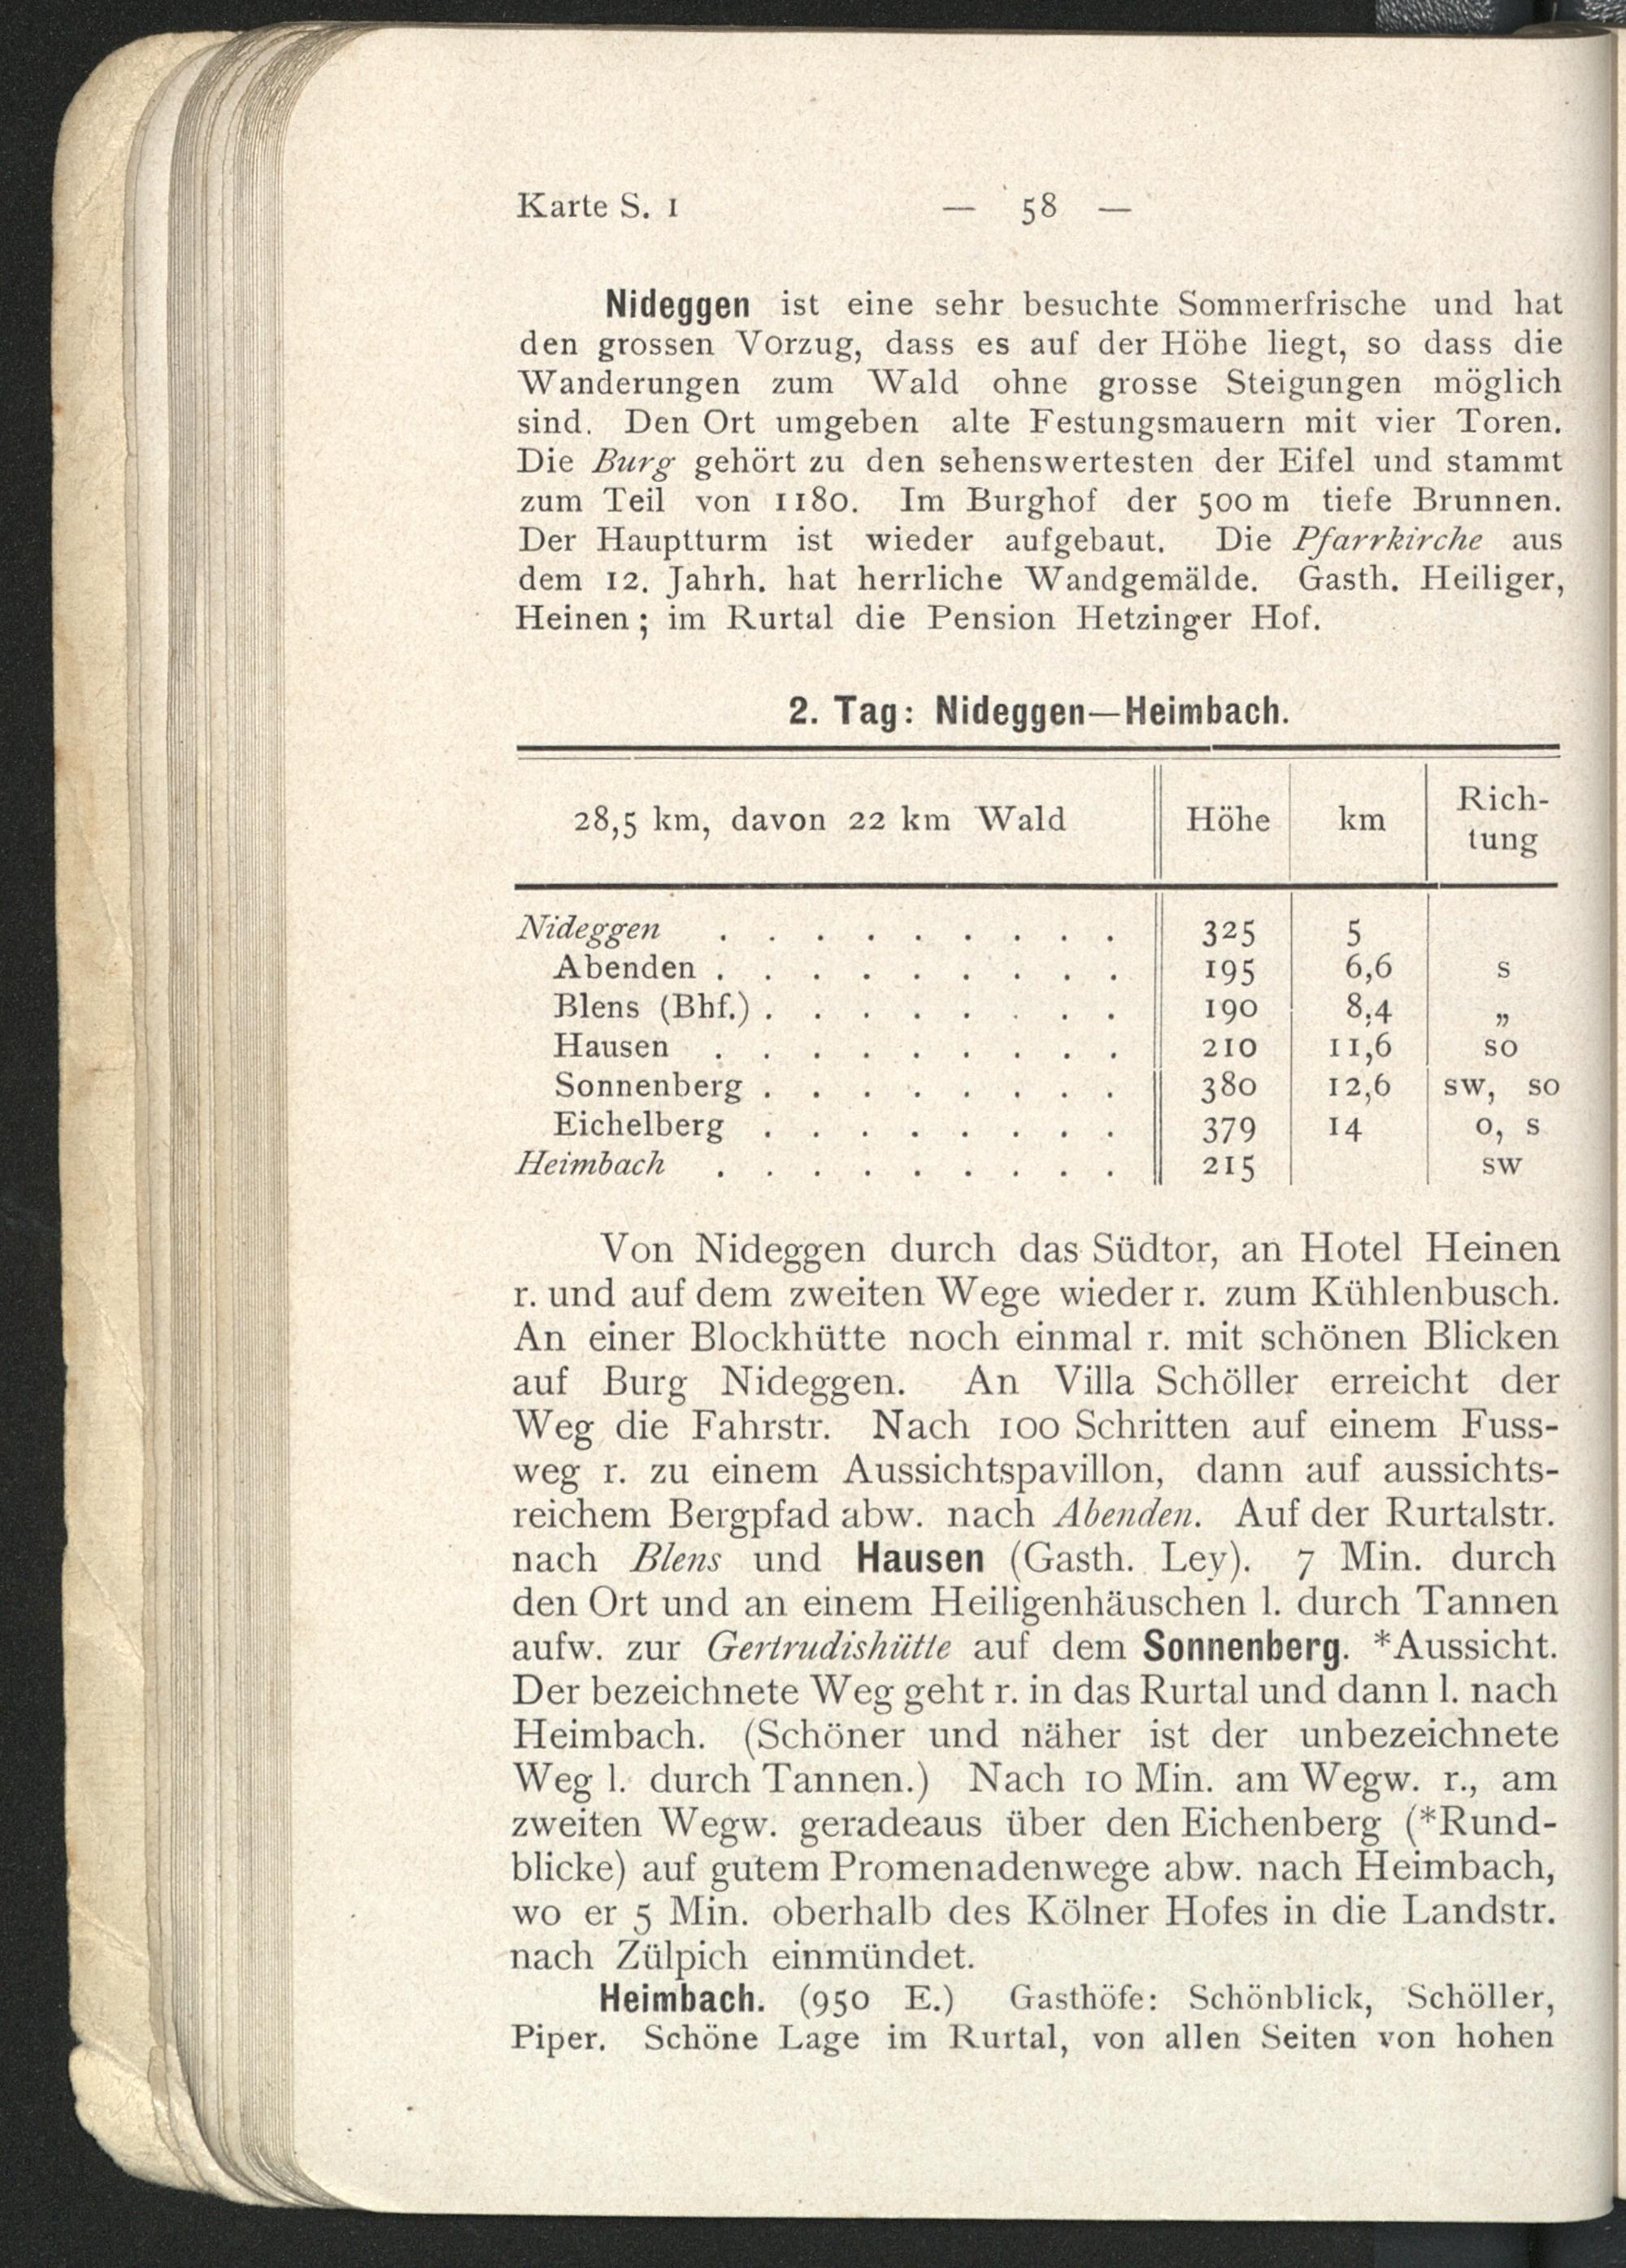 Karte S. 1 — 58 —
Nideggen ist eine sehr besuchte Sommerfrische und hat
den grossen Vorzug, dass es auf der Höhe liegt, so dass die
Wanderungen zum Wald ohne grosse Steigungen möglich
sind. Den Ort umgeben alte Festungsmauern mit vier Toren.
Die Burg gehört zu den sehenswertesten der Eifel und stammt
zum Teil von 1180. Im Burghof der 500 m tiefe Brunnen.
Der Hauptturm ist wieder aufgebaut. Die Pfarrkirche aus
dem 12. Jahrh. hat herrliche Wandgemälde. Gasth. Heiliger,
Heinen; im Rurtal die Pension Hetzinger Hof.
2. Tag: Nideggen—Heimbach.
28,5 km, davon 22 km Wald Höhe km Rich-
tung
Nideggen . . . . . . . . . 325 5
Abenden . . . . . . . . . 195 6,6 s
Blens (Bhf.) . . . . . . . . 190 8,4 „
Hausen . . . . . . . . . 210 11,6 so
Sonnenberg . . . . . . . . 380 12,6 sw, so
Eichelberg . . . . . . . . 379 14 o, s
Heimbach . . . . . . . . . 215 sw
Von Nideggen durch das Südtor, an Hotel Heinen
r. und auf dem zweiten Wege wieder r. zum Kühlenbusch.
An einer Blockhütte noch einmal r. mit schönen Blicken
auf Burg Nideggen. An Villa Schöller erreicht der
Weg die Fahrstr. Nach 100 Schritten auf einem Fuss-
weg r. zu einem Aussichtspavillon, dann auf aussichts-
reichem Bergpfad abw. nach Abenden. Auf der Rurtalstr.
nach Blens und Hausen (Gasth. Ley). 7 Min. durch
den Ort und an einem Heiligenhäuschen l. durch Tannen
aufw. zur Gertrudishütte auf dem Sonnenberg. *Aussicht.
Der bezeichnete Weg geht r. in das Rurtal und dann l. nach
Heimbach. (Schöner und näher ist der unbezeichnete
Weg l. durch Tannen.) Nach 10 Min. am Wegw. r., am
zweiten Wegw. geradeaus über den Eichenberg (*Rund-
blicke) auf gutem Promenadenwege abw. nach Heimbach,
wo er 5 Min. oberhalb des Kölner Hofes in die Landstr.
nach Zülpich einmündet.
Heimbach. (950 E.) Gasthöfe: Schönblick, Schöller,
Piper. Schöne Lage im Rurtal, von allen Seiten von hohen